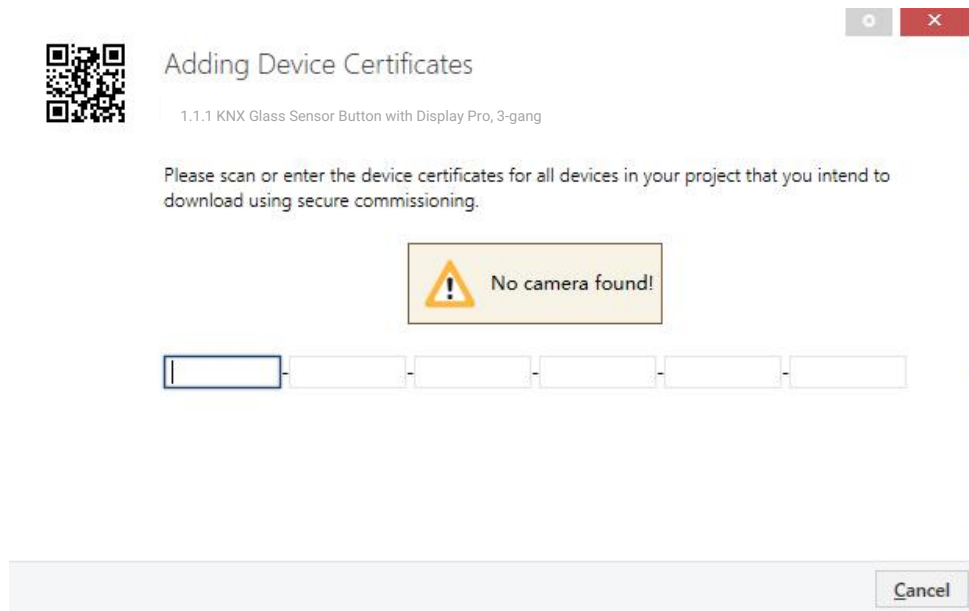 Adding Device Certificates
1.1.1 KNX Glass Sensor Button with Display Pro, 3-gang
Please scan or enter the device certificates for all devices in your project that you intend to
download using secure commissioning.
No camera found!
- - - - -
Cancel